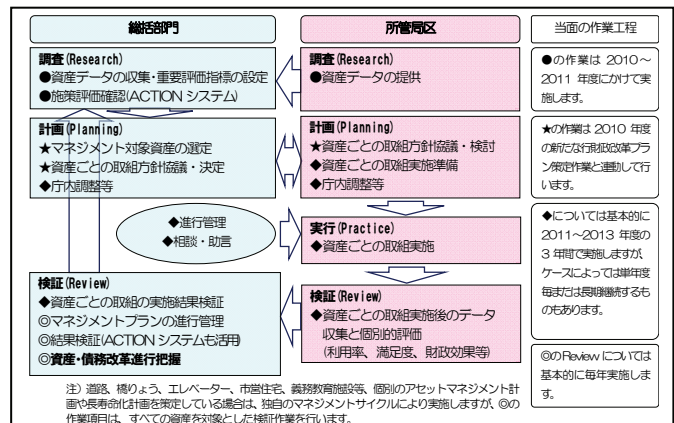 総括部門
所管局区
当面の作業工程
調査(Research)
●資産データの収集・重要評価指標の設定
●施策評価確認(ACTION システム)
調査(Research)
●資産データの提供
●の作業は 2010～
2011 年度にかけて実
施します。
計画(Planning)
★マネジメント対象資産の選定
★資産ごとの取組方針協議・決定
◆庁内調整等
計画(Planning)
★資産ごとの取組方針協議・検討
◆資産ごとの取組実施準備
◆庁内調整等
★の作業は 2010 年度
の新たな行財政改革プラ
ン策定作業と連動して行
います。
◆進行管理
◆相談・助言
実行(Practice)
◆資産ごとの取組実施
◆については基本的に
2011～2013 年度の
3 年間で実施しますが、
ケースによっては単年度
毎または長期継続するも
のもあります。
検証(Review)
◆資産ごとの取組の実施結果検証
◎マネジメントプランの進行管理
◎結果検証(ACTION システムも活用)
◎資産・債務改革進行把握
検証(Review)
◆資産ごとの取組実施後のデータ
収集と個別的評価
(利用率、満足度、財政効果等)
◎の Review については
基本的に毎年実施しま
す。
注）道路、橋りょう、エレベーター、市営住宅、義務教育施設等、個別のアセットマネジメント計
画や長寿命化計画を策定している場合は、独自のマネジメントサイクルにより実施しますが、◎の
作業項目は、すべての資産を対象とした検証作業を行います。